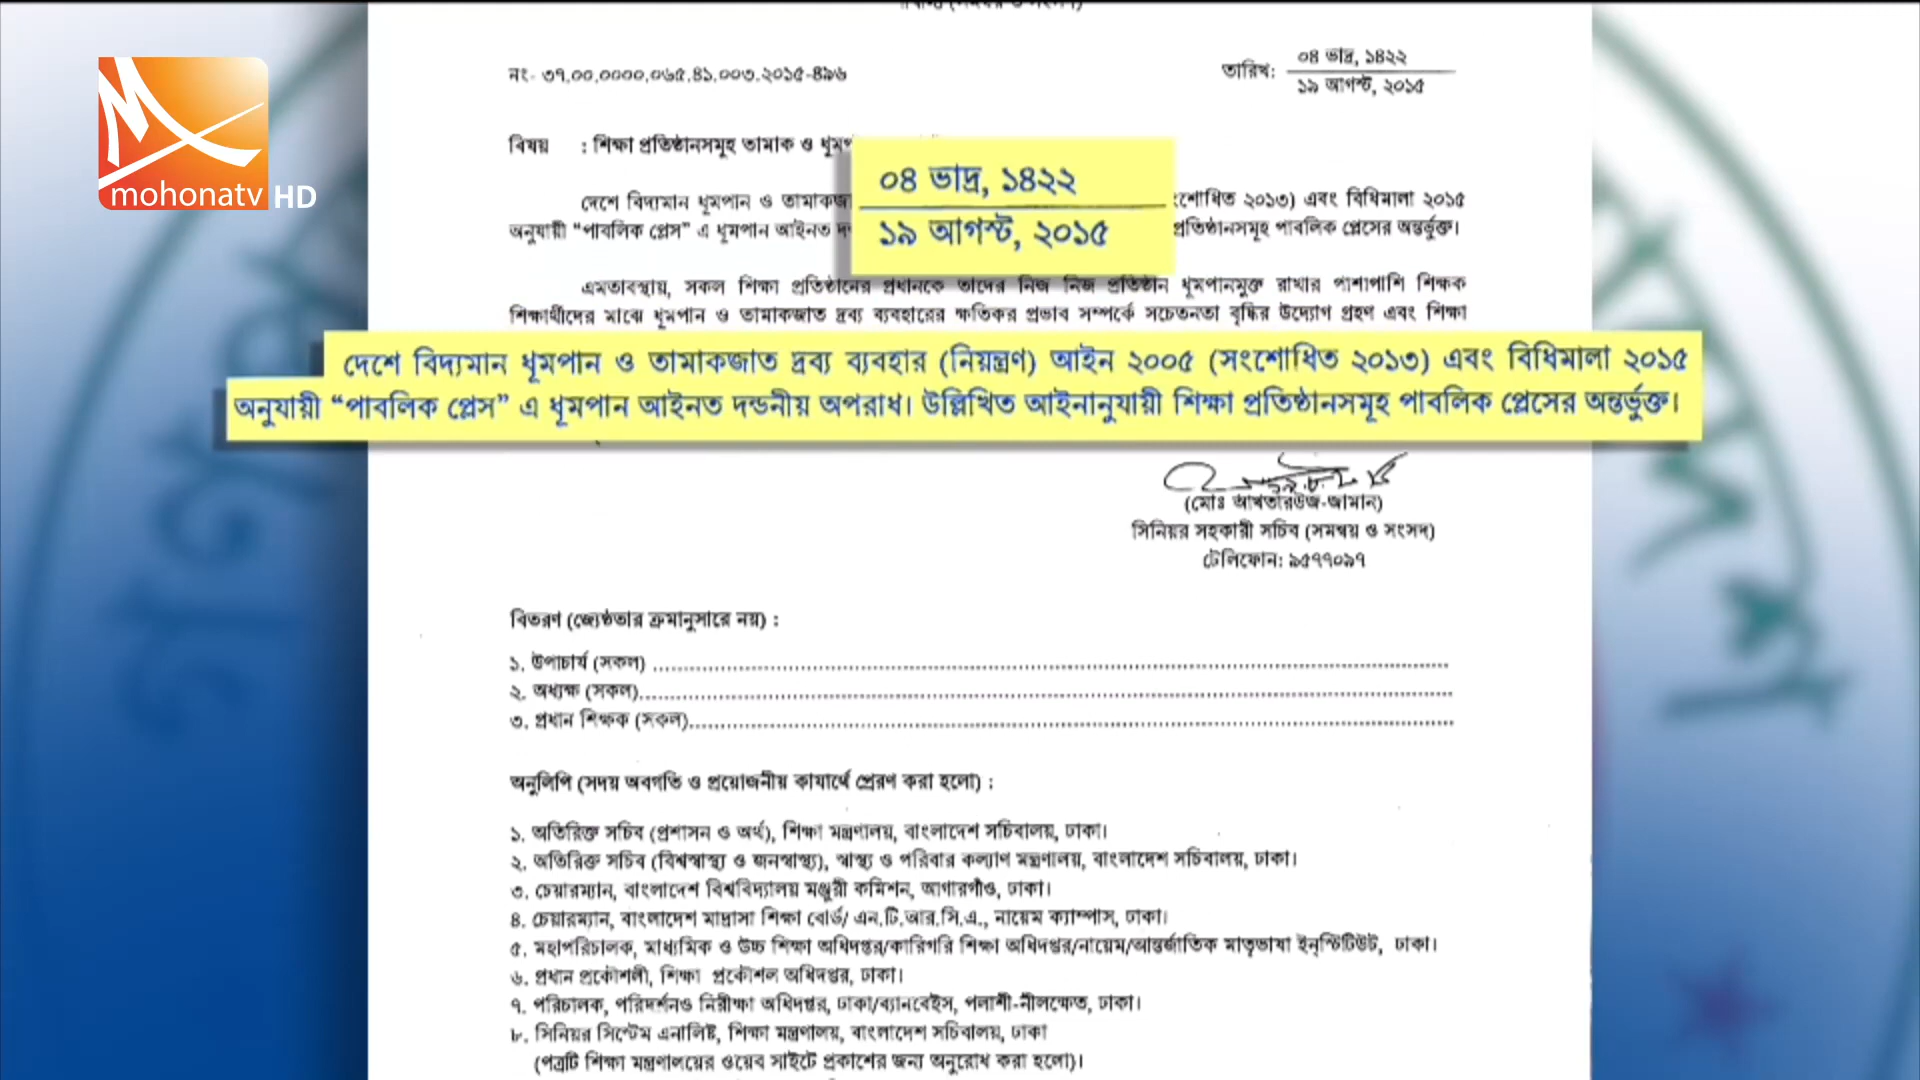 mohonatv HD
নং- ৩৭.০০.০০০০.০৬৫.৪১.০০৩.২০১৫-৪৯৬
তারিখ: ০৪ ভাদ্র, ১৪২২
১৯ আগস্ট, ২০১৫
বিষয় : শিক্ষা প্রতিষ্ঠানসমূহ তামাক ও
০৪ ভাদ্র, ১৪২২
১৯ আগস্ট, ২০১৫
দেশে বিদ্যমান ধূমপান ও তামাকজা ংশোধিত ২০১৩) এবং বিধিমালা ২০১৫
অনুযায়ী “পাবলিক প্লেস” এ ধূমপান আইনত প্রতিষ্ঠানসমূহ পাবলিক প্লেসের অন্তর্ভুক্ত।
এমতাবস্থায়, সকল শিক্ষা প্রতিষ্ঠানের প্রধানকে তাদের নিজ নিজ প্রতিষ্ঠান ধূমপানমুক্ত রাখার পাশাপাশি শিক্ষক
শিক্ষার্থীদের মাঝে ধূমপান ও তামাকজাত দ্রব্য ব্যবহারের ক্ষতিকর প্রভাব সম্পর্কে সচেতনতা বৃদ্ধির উদ্যোগ গ্রহণ এবং শিক্ষা
দেশে বিদ্যমান ধূমপান ও তামাকজাত দ্রব্য ব্যবহার (নিয়ন্ত্রণ) আইন ২০০৫ (সংশোধিত ২০১৩) এবং বিধিমালা ২০১৫
অনুযায়ী “পাবলিক প্লেস” এ ধূমপান আইনত দন্ডনীয় অপরাধ। উল্লিখিত আইনানুযায়ী শিক্ষা প্রতিষ্ঠানসমূহ পাবলিক প্লেসের অন্তর্ভুক্ত।
(মোঃ আখতারউজ-জামান)
সিনিয়র সহকারী সচিব (সমন্বয় ও সংসদ)
টেলিফোন: ৯৫৭৭০৯৭
বিতরণ (জ্যেষ্ঠতার ক্রমানুসারে নয়) :
১. উপাচার্য (সকল) ........................................
২. অধ্যক্ষ (সকল)........................................
৩. প্রধান শিক্ষক (সকল)........................................
অনুলিপি (সদয় অবগতি ও প্রয়োজনীয় কাযার্থে প্রেরণ করা হলো) :
১. অতিরিক্ত সচিব (প্রশাসন ও অর্থ), শিক্ষা মন্ত্রণালয়, বাংলাদেশ সচিবালয়, ঢাকা।
২. অতিরিক্ত সচিব (বিশ্বস্বাস্থ্য ও জনস্বাস্থ্য), স্বাস্থ্য ও পরিবার কল্যাণ মন্ত্রণালয়, বাংলাদেশ সচিবালয়, ঢাকা।
৩. চেয়ারম্যান, বাংলাদেশ বিশ্ববিদ্যালয় মঞ্জুরী কমিশন, আগারগাঁও, ঢাকা।
৪. চেয়ারম্যান, বাংলাদেশ মাদ্রাসা শিক্ষা বোর্ড/ এন.টি.আর.সি.এ., নায়েম ক্যাম্পাস, ঢাকা।
৫. মহাপরিচালক, মাধ্যমিক ও উচ্চ শিক্ষা অধিদপ্তর/কারিগরি শিক্ষা অধিদপ্তর/নায়েম/আন্তর্জাতিক মাতৃভাষা ইন্স্টিটিউট, ঢাকা।
৬. প্রধান প্রকৌশলী, শিক্ষা প্রকৌশল অধিদপ্তর, ঢাকা।
৭. পরিচালক, পরিদর্শনও নিরীক্ষা অধিদপ্তর, ঢাকা/ব্যানবেইস, পলাশী-নীলক্ষেত, ঢাকা।
৮. সিনিয়র সিস্টেম এনালিষ্ট, শিক্ষা মন্ত্রণালয়, বাংলাদেশ সচিবালয়, ঢাকা
(পত্রটি শিক্ষা মন্ত্রণালয়ের ওয়েব সাইটে প্রকাশের জন্য অনুরোধ করা হলো)।